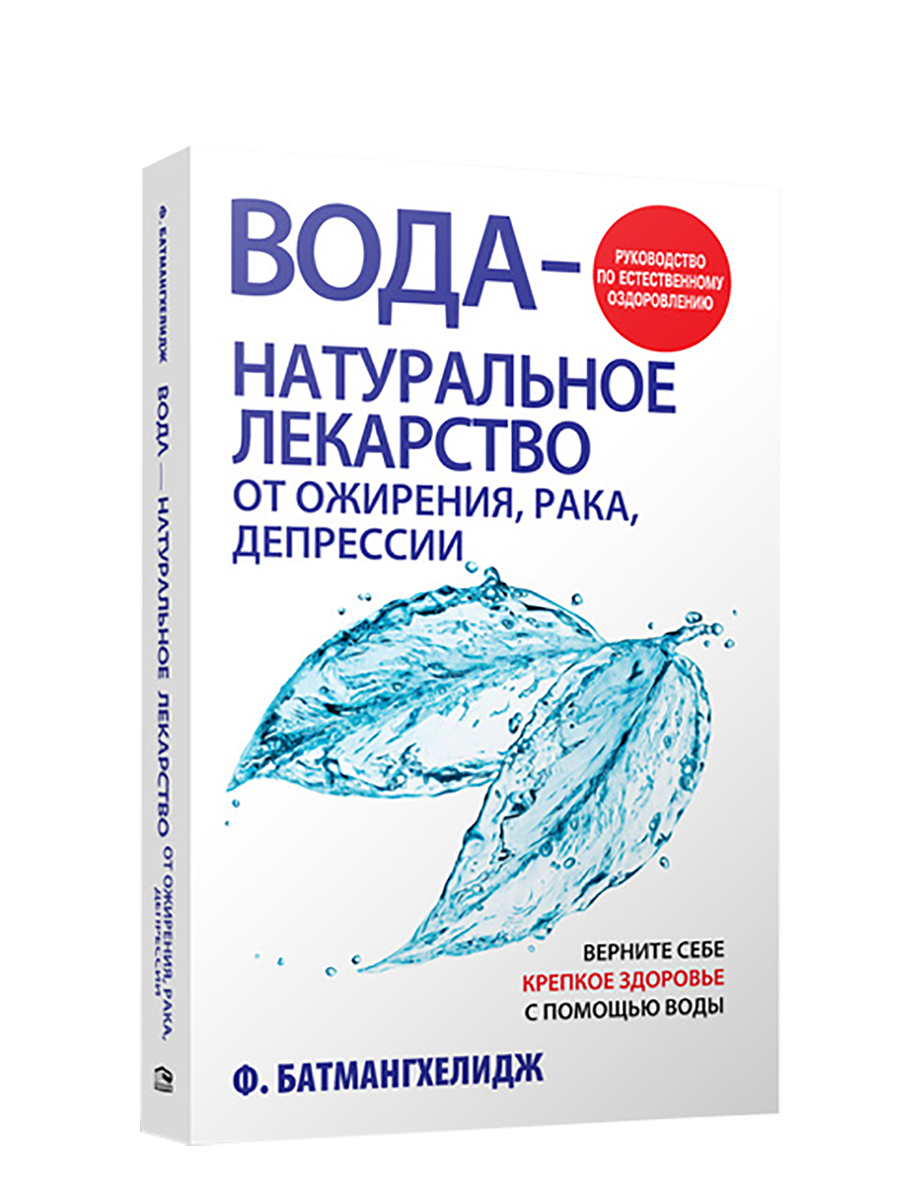 ВОДА –
РУКОВОДСТВО
ПО ЕСТЕСТВЕННОМУ
ОЗДОРОВЛЕНИЮ
НАТУРАЛЬНОЕ
ЛЕКАРСТВО
ОТ ОЖИРЕНИЯ, РАКА,
ДЕПРЕССИИ
ВЕРНИТЕ СЕБЕ
КРЕПКОЕ ЗДОРОВЬЕ
С ПОМОЩЬЮ ВОДЫ
Ф. БАТМАНГХЕЛИДЖ
Ф. БАТМАНГХЕЛИДЖ ВОДА — НАТУРАЛЬНОЕ ЛЕКАРСТВО ОТ ОЖИРЕНИЯ, РАКА,
ДЕПРЕССИИ